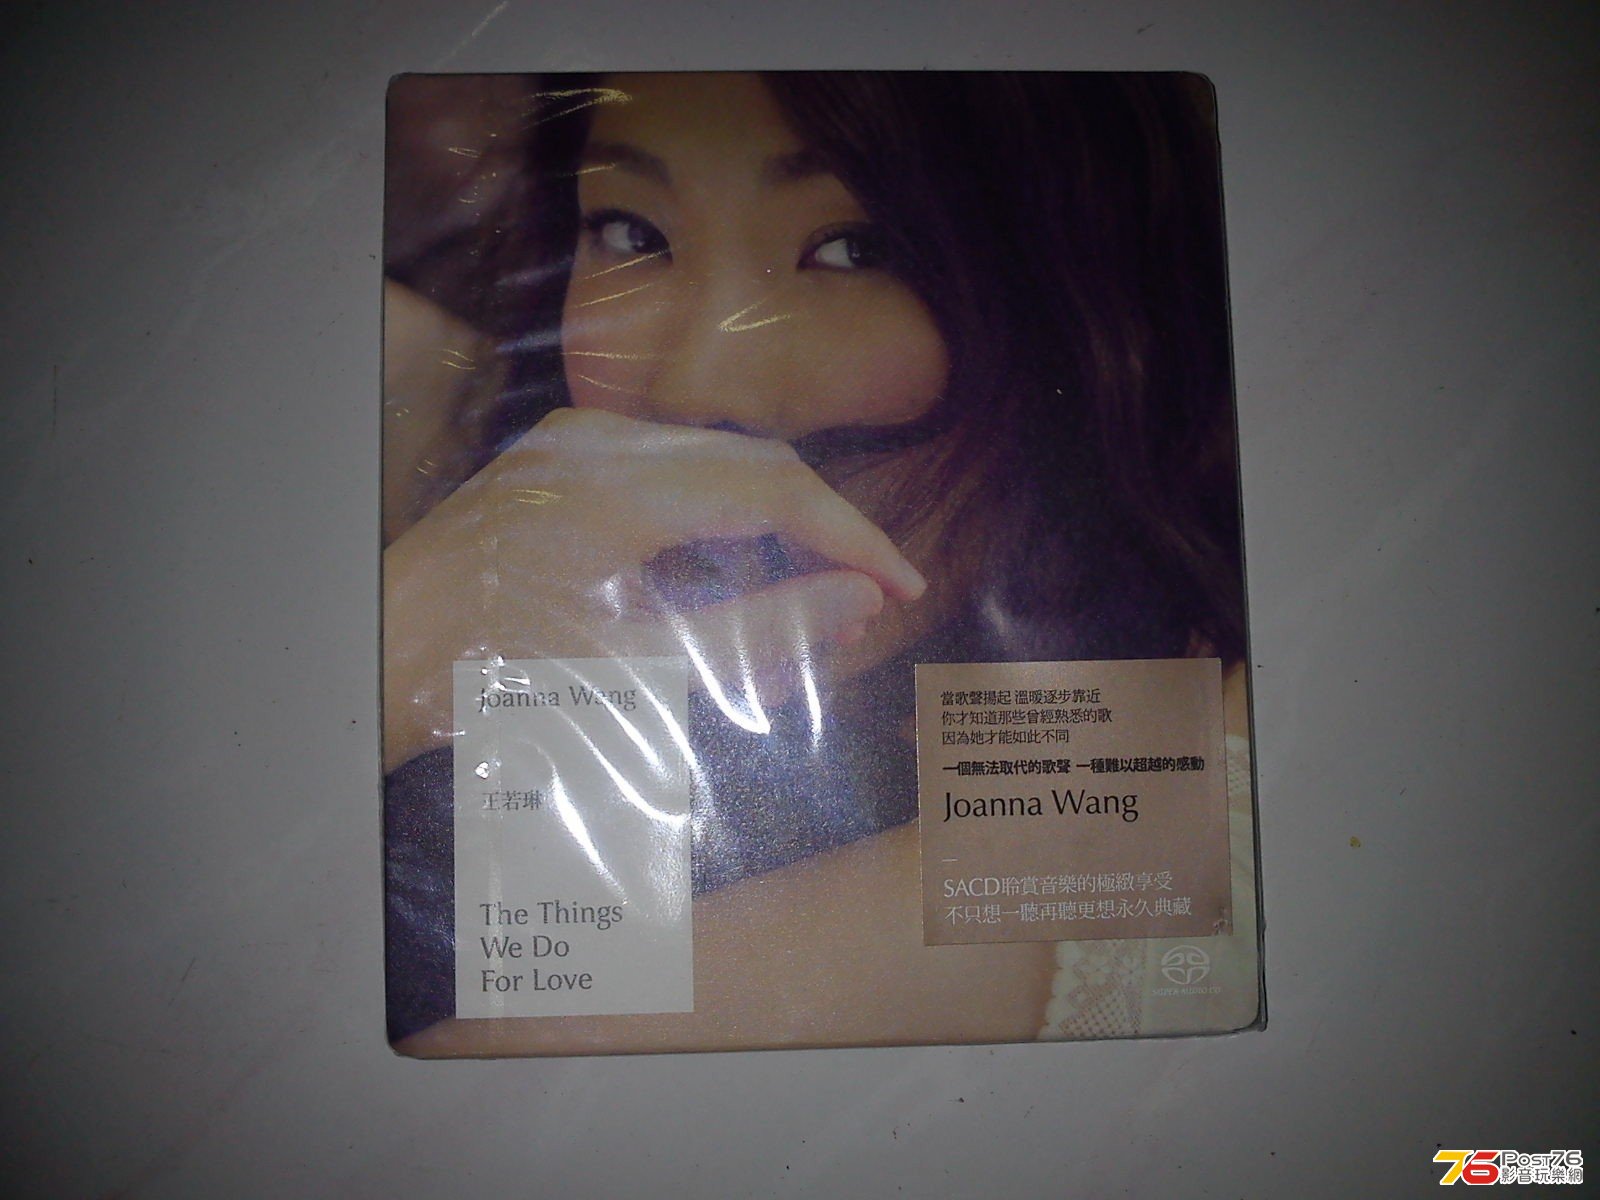 Joanna Wang
王若琳
The Things
We Do
For Love
當歌聲揚起 溫暖逐步靠近
你才知道那些曾經熟悉的歌
因為她才能如此不同
一個無法取代的歌聲 一種難以超越的感動
Joanna Wang
SACD聆賞音樂的極緻享受
不只想一聽再聽更想永久典藏
SUPER AUDIO CD
76 POST76
影音玩樂網